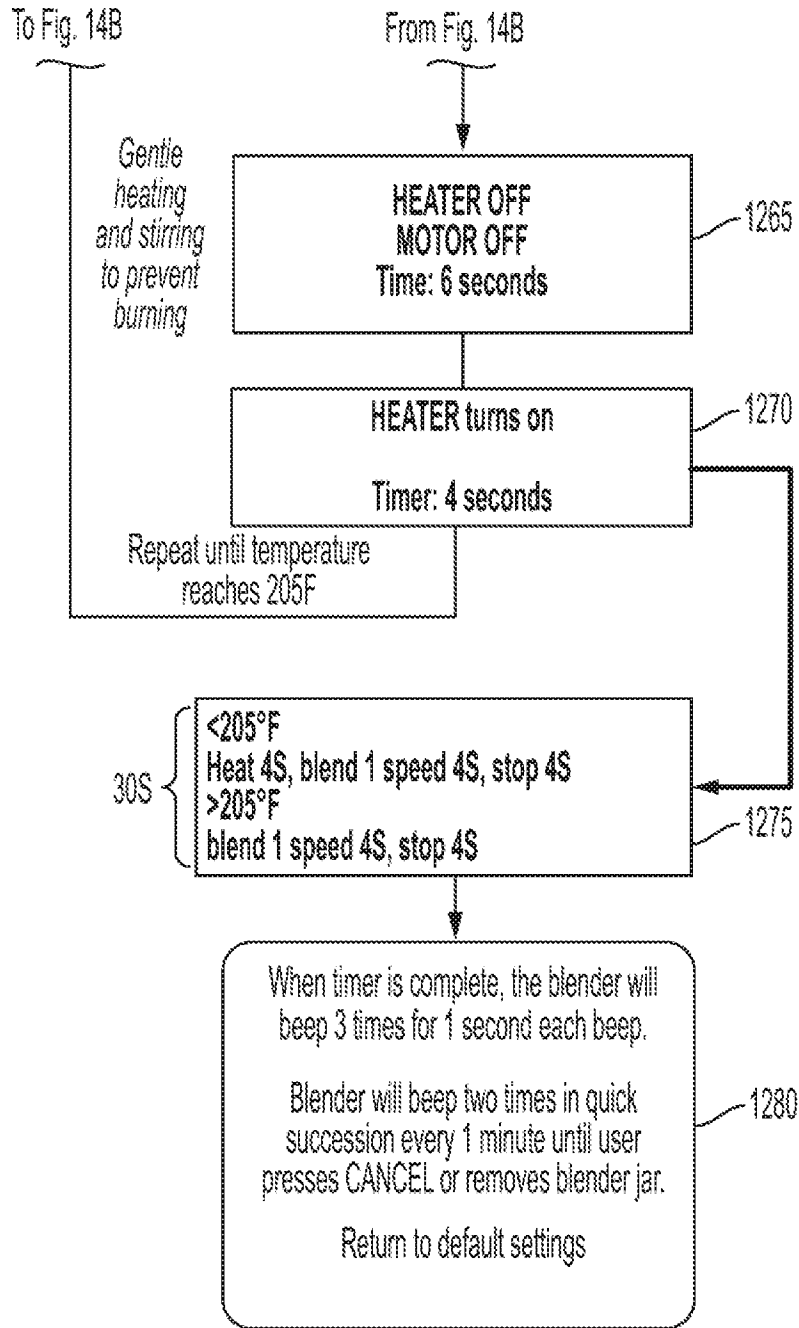 To Fig. 14B
From Fig. 14B
Gentle
heating
and stirring
to prevent
burning
HEATER OFF
MOTOR OFF
Time: 6 seconds
1265
HEATER turns on
Timer: 4 seconds
1270
Repeat until temperature
reaches 205F
30S
<205°F
Heat 4S, blend 1 speed 4S, stop 4S
>205°F
blend 1 speed 4S, stop 4S
1275
When timer is complete, the blender will
beep 3 times for 1 second each beep.
Blender will beep two times in quick
succession every 1 minute until user
presses CANCEL or removes blender jar.
Return to default settings
1280